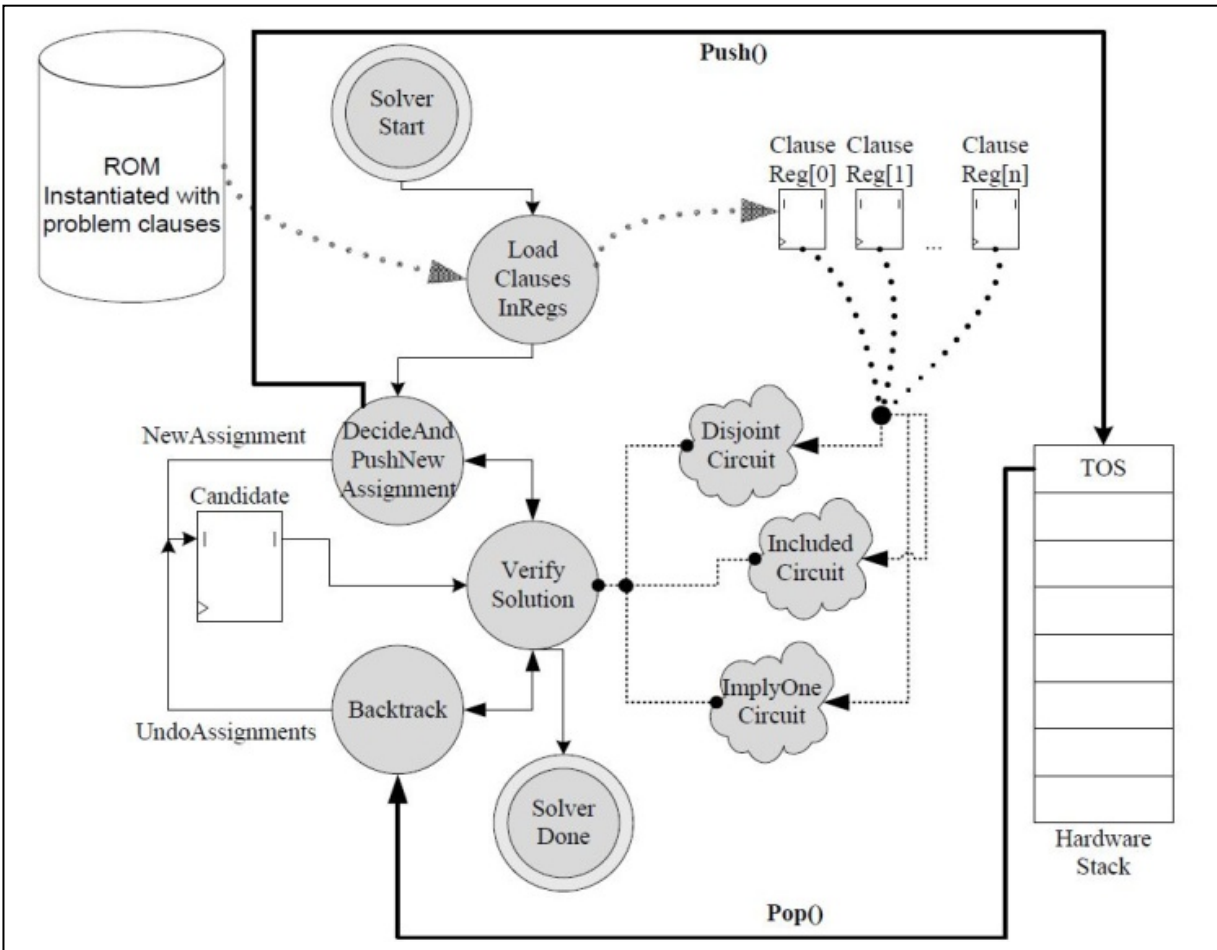 Push()
Solver
Start
ROM
Instantiated with
problem clauses
Clause
Reg[0]
Clause
Reg[1]
Clause
Reg[n]
...
Load
Clauses
InRegs
NewAssignment
DecideAnd
PushNew
Assignment
Disjoint
Circuit
TOS
Candidate
Included
Circuit
Verify
Solution
ImplyOne
Circuit
Backtrack
UndoAssignments
Solver
Done
Hardware
Stack
Pop()